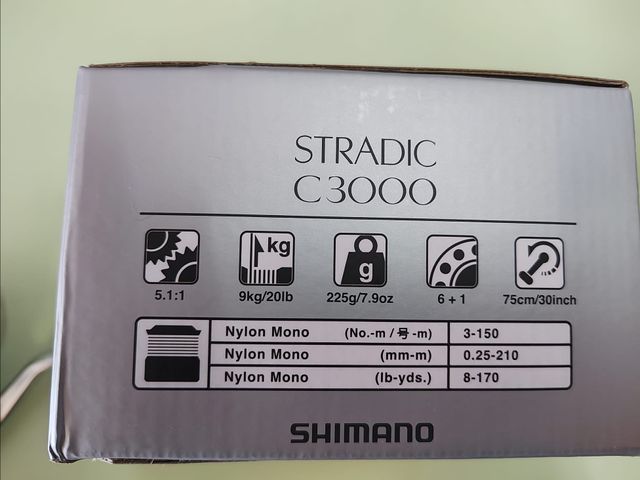 STRADIC
C3000
kg
g
5.1:1
9kg/20lb
225g/7.9oz
6 + 1
75cm/30inch
Nylon Mono (No.-m / 号 -m) 3-150
Nylon Mono (mm-m) 0.25-210
Nylon Mono (lb-yds.) 8-170
SHIMANO